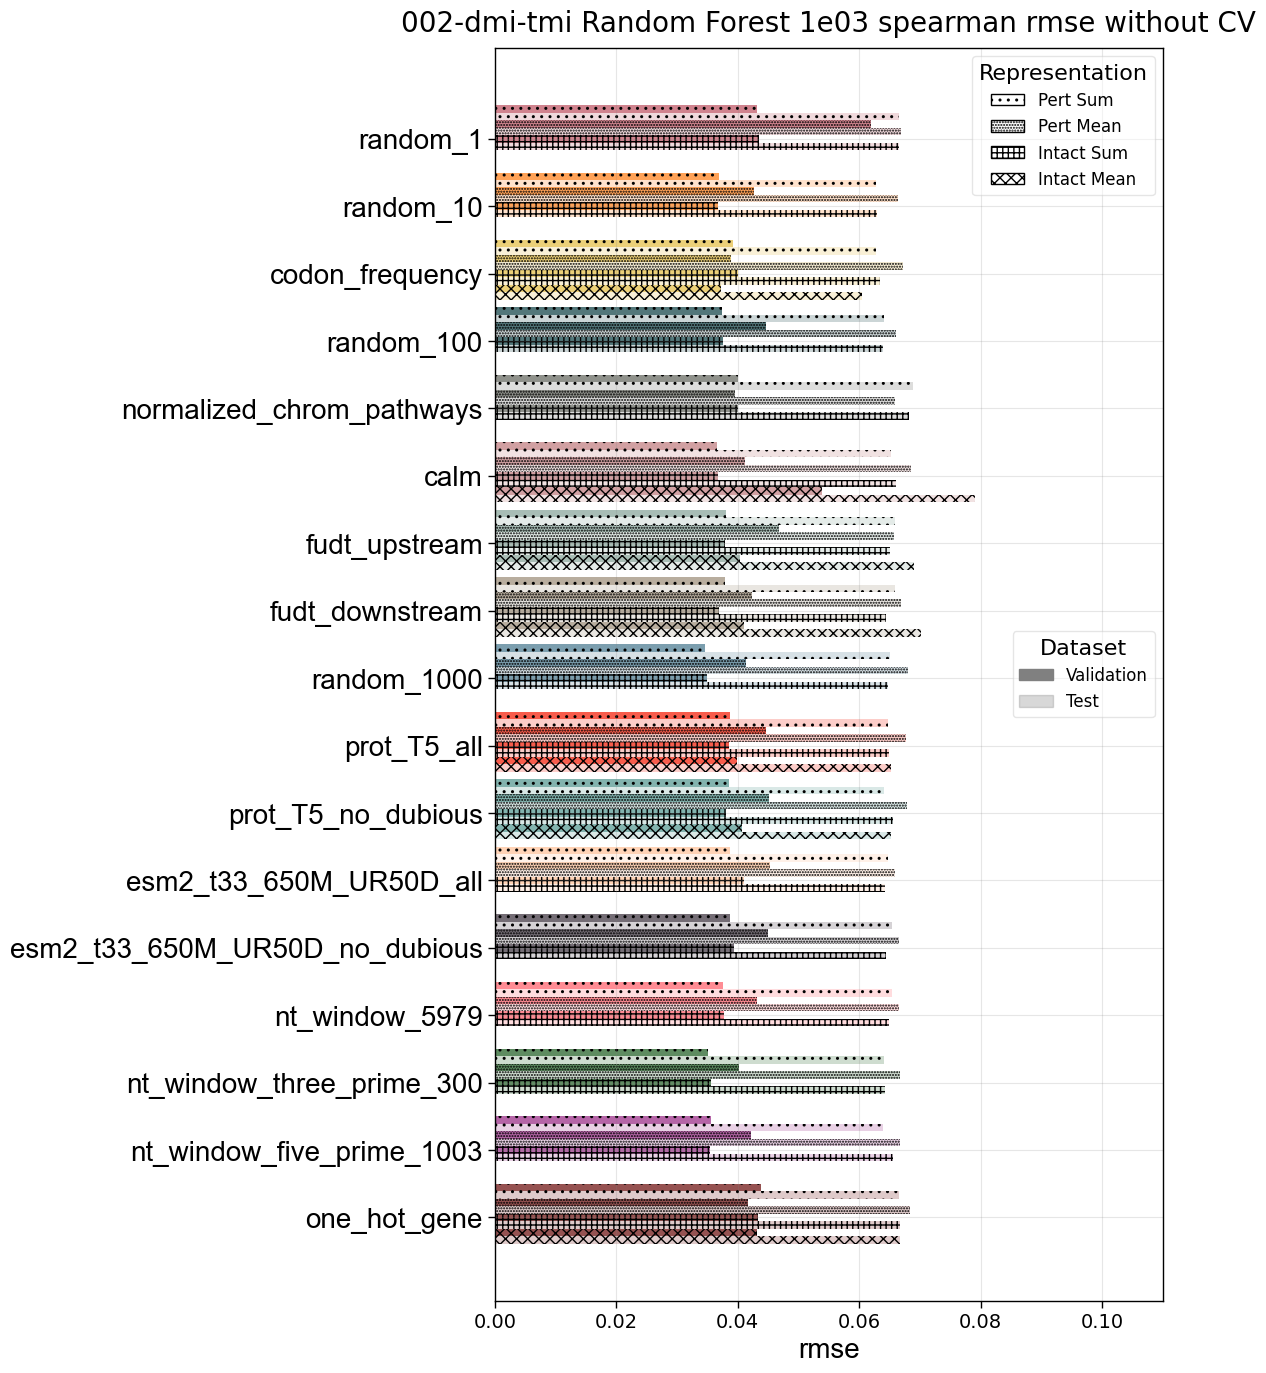 002-dmi-tmi Random Forest 1e03 spearman rmse without CV
Representation
Pert Sum
Pert Mean
Intact Sum
Intact Mean
random_1
random_10
codon_frequency
random_100
normalized_chrom_pathways
calm
fudt_upstream
fudt_downstream
Dataset
Validation
Test
random_1000
prot_T5_all
prot_T5_no_dubious
esm2_t33_650M_UR50D_all
esm2_t33_650M_UR50D_no_dubious
nt_window_5979
nt_window_three_prime_300
nt_window_five_prime_1003
one_hot_gene
0.00 0.02 0.04 0.06 0.08 0.10
rmse